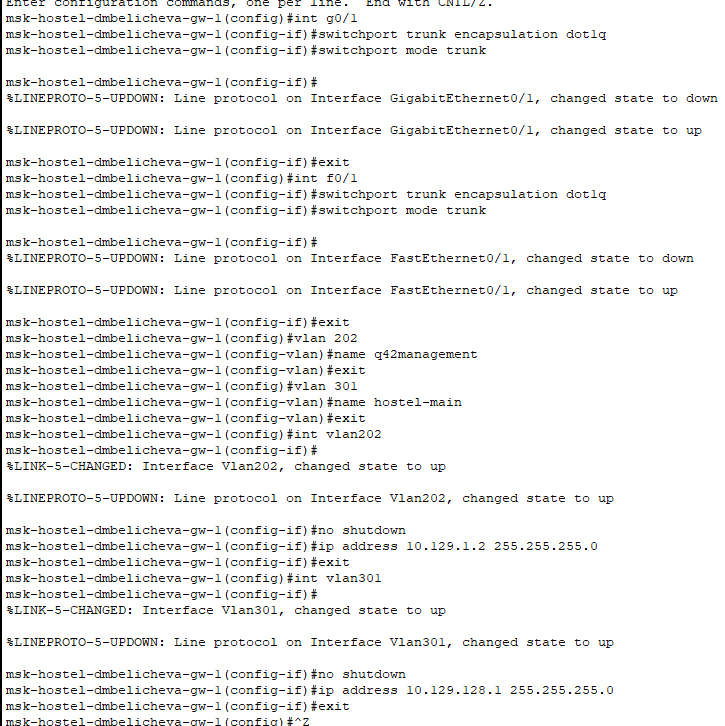 Enter configuration commands, one per line.  End with CNTL/Z.
msk-hostel-dmbelicheva-gw-1(config)#int g0/1
msk-hostel-dmbelicheva-gw-1(config-if)#switchport trunk encapsulation dot1q
msk-hostel-dmbelicheva-gw-1(config-if)#switchport mode trunk
msk-hostel-dmbelicheva-gw-1(config-if)#
%LINEPROTO-5-UPDOWN: Line protocol on Interface GigabitEthernet0/1, changed state to down
%LINEPROTO-5-UPDOWN: Line protocol on Interface GigabitEthernet0/1, changed state to up
msk-hostel-dmbelicheva-gw-1(config-if)#exit
msk-hostel-dmbelicheva-gw-1(config)#int f0/1
msk-hostel-dmbelicheva-gw-1(config-if)#switchport trunk encapsulation dot1q
msk-hostel-dmbelicheva-gw-1(config-if)#switchport mode trunk
msk-hostel-dmbelicheva-gw-1(config-if)#
%LINEPROTO-5-UPDOWN: Line protocol on Interface FastEthernet0/1, changed state to down
%LINEPROTO-5-UPDOWN: Line protocol on Interface FastEthernet0/1, changed state to up
msk-hostel-dmbelicheva-gw-1(config-if)#exit
msk-hostel-dmbelicheva-gw-1(config)#vlan 202
msk-hostel-dmbelicheva-gw-1(config-vlan)#name q42management
msk-hostel-dmbelicheva-gw-1(config-vlan)#exit
msk-hostel-dmbelicheva-gw-1(config)#vlan 301
msk-hostel-dmbelicheva-gw-1(config-vlan)#name hostel-main
msk-hostel-dmbelicheva-gw-1(config-vlan)#exit
msk-hostel-dmbelicheva-gw-1(config)#int vlan202
msk-hostel-dmbelicheva-gw-1(config-if)#
%LINK-5-CHANGED: Interface Vlan202, changed state to up
%LINEPROTO-5-UPDOWN: Line protocol on Interface Vlan202, changed state to up
msk-hostel-dmbelicheva-gw-1(config-if)#no shutdown
msk-hostel-dmbelicheva-gw-1(config-if)#ip address 10.129.1.2 255.255.255.0
msk-hostel-dmbelicheva-gw-1(config-if)#exit
msk-hostel-dmbelicheva-gw-1(config)#int vlan301
msk-hostel-dmbelicheva-gw-1(config-if)#
%LINK-5-CHANGED: Interface Vlan301, changed state to up
%LINEPROTO-5-UPDOWN: Line protocol on Interface Vlan301, changed state to up
msk-hostel-dmbelicheva-gw-1(config-if)#no shutdown
msk-hostel-dmbelicheva-gw-1(config-if)#ip address 10.129.128.1 255.255.255.0
msk-hostel-dmbelicheva-gw-1(config-if)#exit
msk-hostel-dmbelicheva-gw-1(config)#^Z